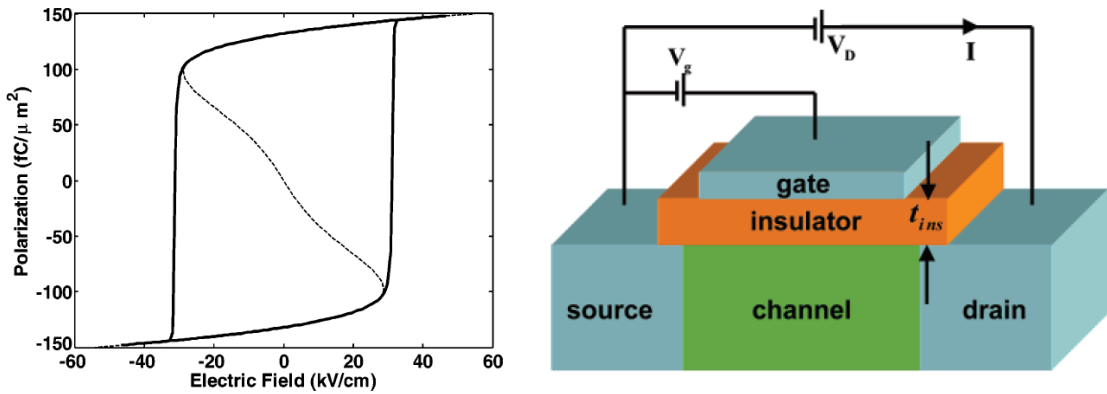 150
100
50
0
-50
-100
-150
-60 -40 -20 0 20 40 60
Polarization (fC/μ m²)
Electric Field (kV/cm)
V_D
I
V_g
gate
insulator
t_ins
source
channel
drain